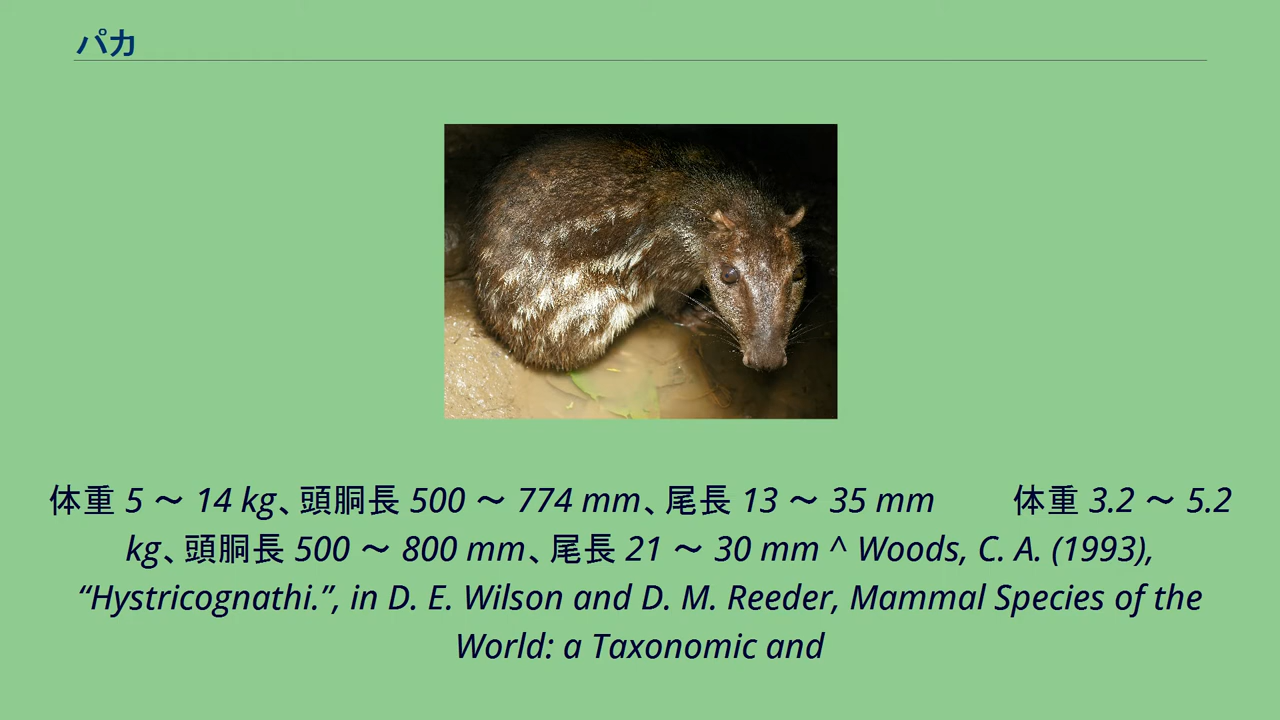 パカ
体重 5 〜 14 kg、頭胴長 500 〜 774 mm、尾長 13 〜 35 mm　　体重 3.2 〜 5.2
kg、頭胴長 500 〜 800 mm、尾長 21 〜 30 mm ^ Woods, C. A. (1993),
“Hystricognathi.”, in D. E. Wilson and D. M. Reeder, Mammal Species of the
World: a Taxonomic and